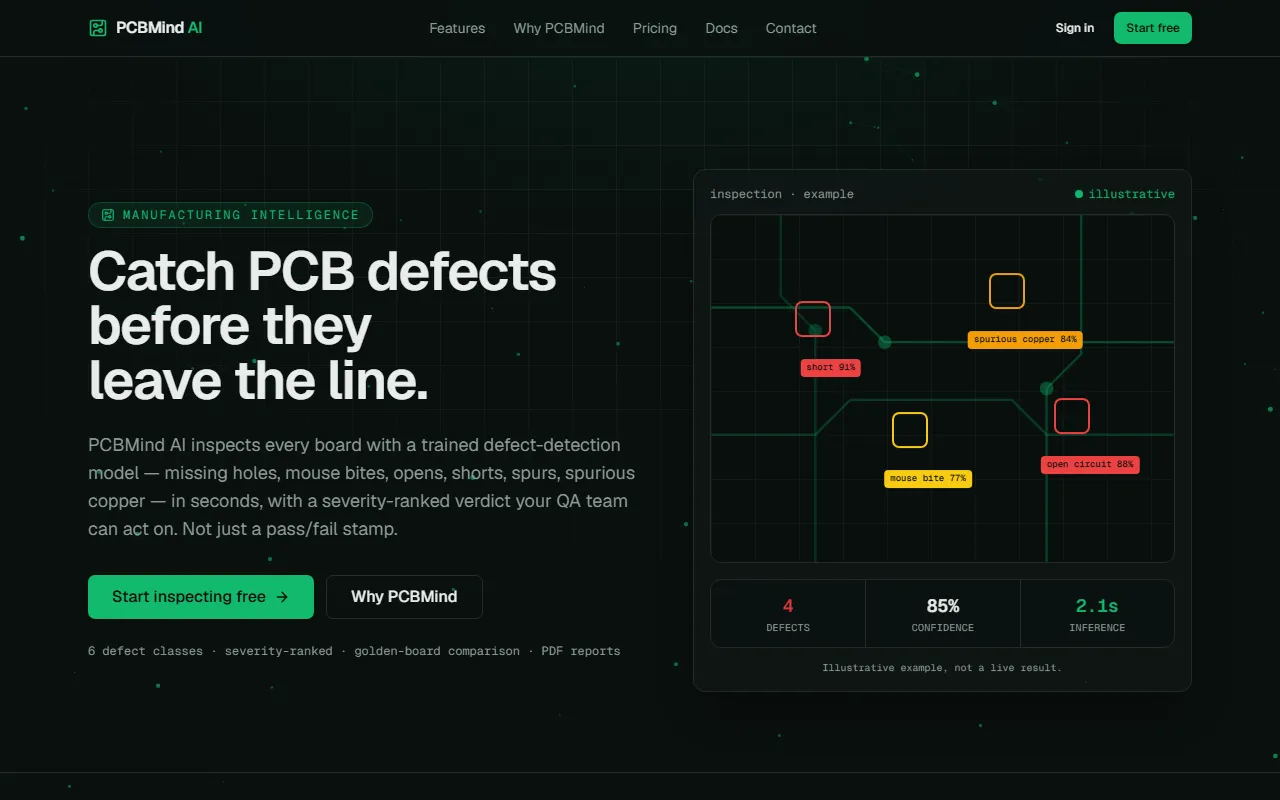 PCBMind AI
Features
Why PCBMind
Pricing
Docs
Contact
Sign in
Start free
MANUFACTURING INTELLIGENCE
Catch PCB defects
before they
leave the line.
PCBMind AI inspects every board with a trained defect-detection
model — missing holes, mouse bites, opens, shorts, spurs, spurious
copper — in seconds, with a severity-ranked verdict your QA team
can act on. Not just a pass/fail stamp.
Start inspecting free →
Why PCBMind
6 defect classes · severity-ranked · golden-board comparison · PDF reports
inspection · example
illustrative
spurious copper 84%
short 91%
open circuit 88%
mouse bite 77%
4
DEFECTS
85%
CONFIDENCE
2.1s
INFERENCE
Illustrative example, not a live result.